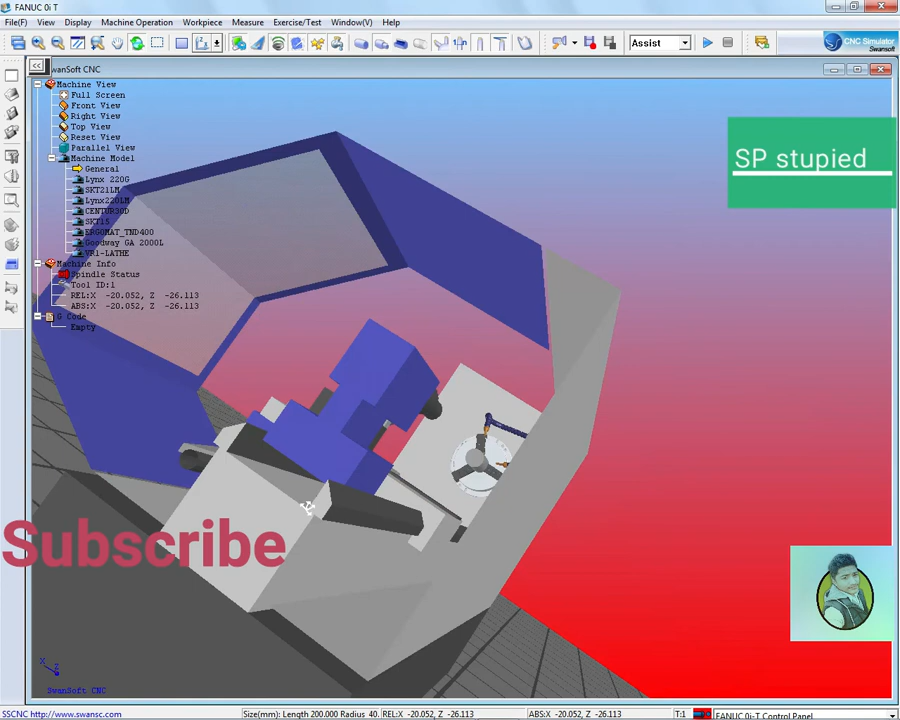 FANUC 0i T
File(F) View Display Machine Operation Workpiece Measure Exercise/Test Window(V) Help
Assist
CNC Simulator
Swansoft
<<
SwanSoft CNC
Machine View
Full Screen
Front View
Right View
Top View
Reset View
Parallel View
Machine Model
General
Lynx 220G
SKT21LM
Lynx220LM
CENTUR30D
SKT15
ERGOMAT_TND400
Goodway GA 2000L
VR1-LATHE
Machine Info
Spindle Status
Tool ID:1
REL:X -20.052, Z -26.113
ABS:X -20.052, Z -26.113
G Code
Empty
SP stupied
Subscribe
X
Z
SwanSoft CNC
SSCNC http://www.swansc.com
Size(mm): Length 200.000 Radius 40.
REL:X -20.052, Z -26.113
ABS:X -20.052, Z -26.113
T:1
FANUC 0i-T Control Panel